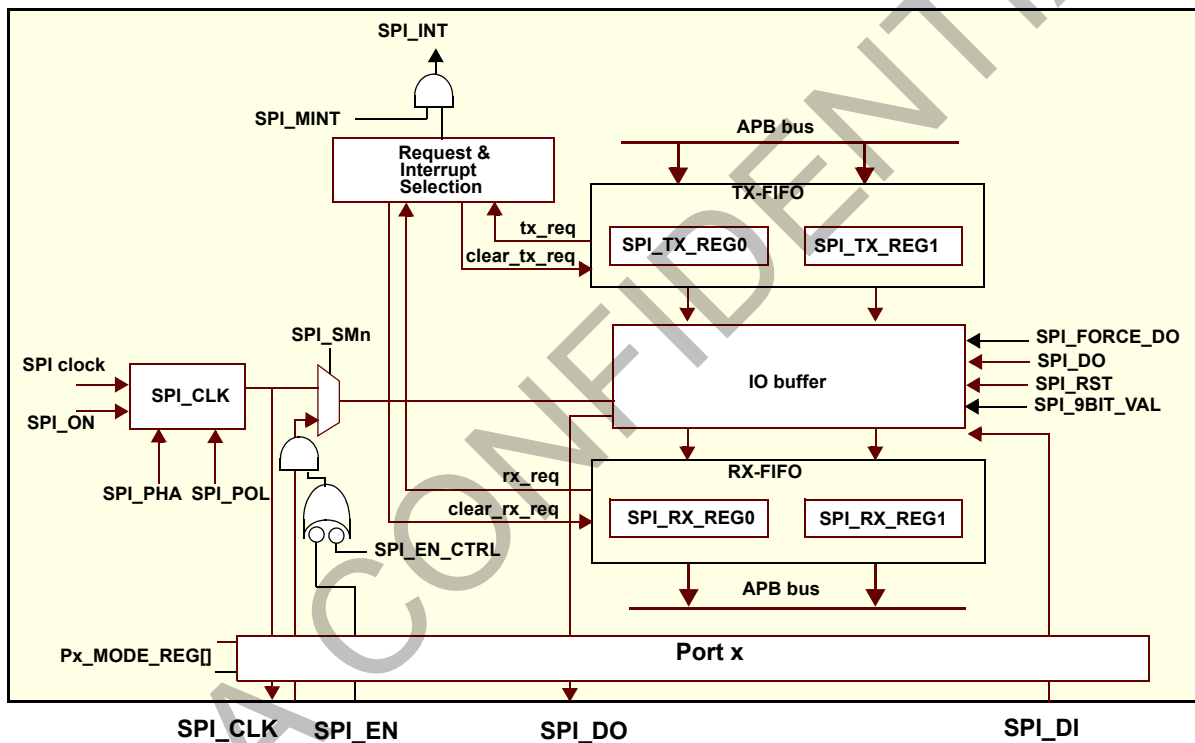 SPI_INT
SPI_MINT
APB bus
Request &
Interrupt
Selection
TX-FIFO
tx_req
SPI_TX_REG0
SPI_TX_REG1
clear_tx_req
SPI_SMn
SPI_FORCE_DO
SPI clock
SPI_DO
IO buffer
SPI_RST
SPI_CLK
SPI_9BIT_VAL
SPI_ON
RX-FIFO
rx_req
SPI_PHA
SPI_POL
clear_rx_req
SPI_RX_REG0
SPI_RX_REG1
SPI_EN_CTRL
APB bus
Port x
Px_MODE_REG[]
SPI_CLK
SPI_EN
SPI_DO
SPI_DI
A CONFIDENTI